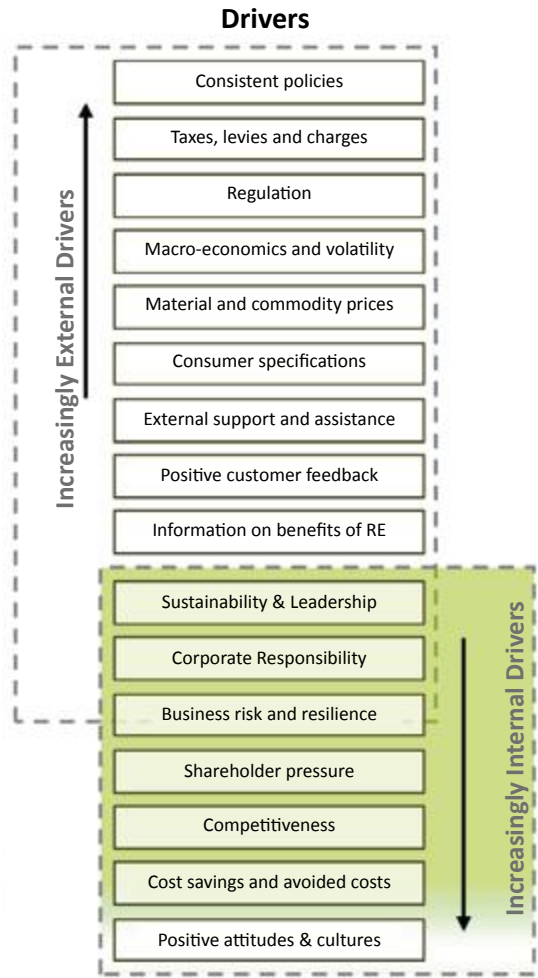 Drivers
Increasingly External Drivers
Consistent policies
Taxes, levies and charges
Regulation
Macro-economics and volatility
Material and commodity prices
Consumer specifications
External support and assistance
Positive customer feedback
Information on benefits of RE
Sustainability & Leadership
Corporate Responsibility
Business risk and resilience
Shareholder pressure
Competitiveness
Cost savings and avoided costs
Positive attitudes & cultures
Increasingly Internal Drivers